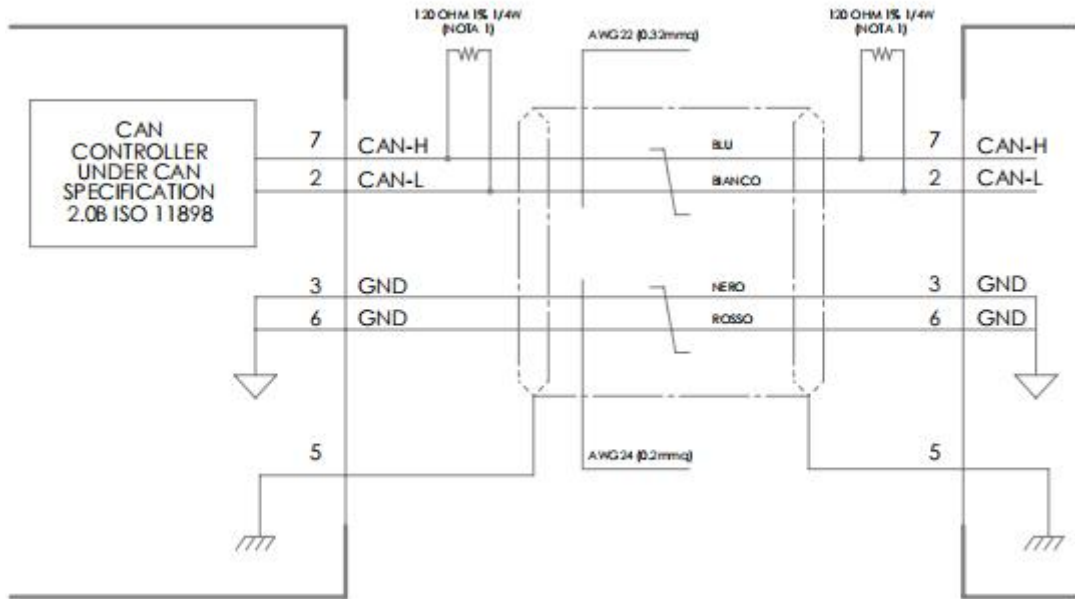 120 OHM 1% 1/4W
(NOTA 1)
120 OHM 1% 1/4W
(NOTA 1)
AWG22 (0.32mmq)
CAN
CONTROLLER
UNDER CAN
SPECIFICATION
2.0B ISO 11898
7 CAN-H
BLU
7 CAN-H
2 CAN-L
BIANCO
2 CAN-L
3 GND
NERO
3 GND
6 GND
ROSSO
6 GND
5
AWG24 (0.2mmq)
5